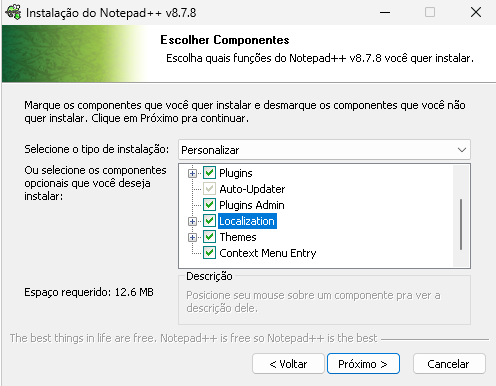 Instalação do Notepad++ v8.7.8
Escolher Componentes
Escolha quais funções do Notepad++ v8.7.8 você quer instalar.
Marque os componentes que você quer instalar e desmarque os componentes que você não
quer instalar. Clique em Próximo pra continuar.
Selecione o tipo de instalação:
Personalizar
Ou selecione os componentes
opcionais que você deseja
instalar:
Plugins
Auto-Updater
Plugins Admin
Localization
Themes
Context Menu Entry
Espaço requerido: 12.6 MB
Descrição
Posicione seu mouse sobre um componente pra ver a
descrição dele.
The best things in life are free. Notepad++ is free so Notepad++ is the best
< Voltar
Próximo >
Cancelar